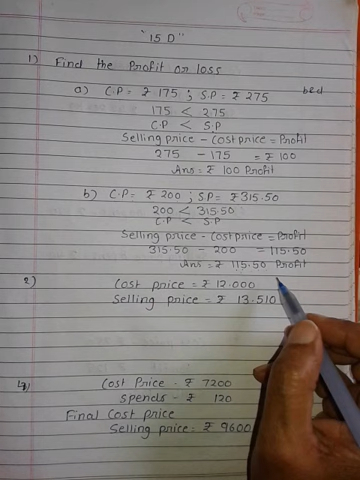 "15 D"
1) Find the Profit or loss
a) C.P = ₹ 175 ; S.P = ₹ 275
175 < 275
C.P < S.P
Selling price - Cost price = Profit
275 - 175 = ₹ 100
Ans = ₹ 100 Profit
b) C.P = ₹ 200 ; S.P = ₹ 315.50
200 < 315.50
C.P < S.P
Selling price - Cost price = Profit
315.50 - 200 = 115.50
Ans = ₹ 115.50 Profit
2) Cost price = ₹ 12.000
Selling price = ₹ 13.510
Cost Price - ₹ 7200
Spends - ₹ 120
Final Cost price
Selling price = ₹ 9600